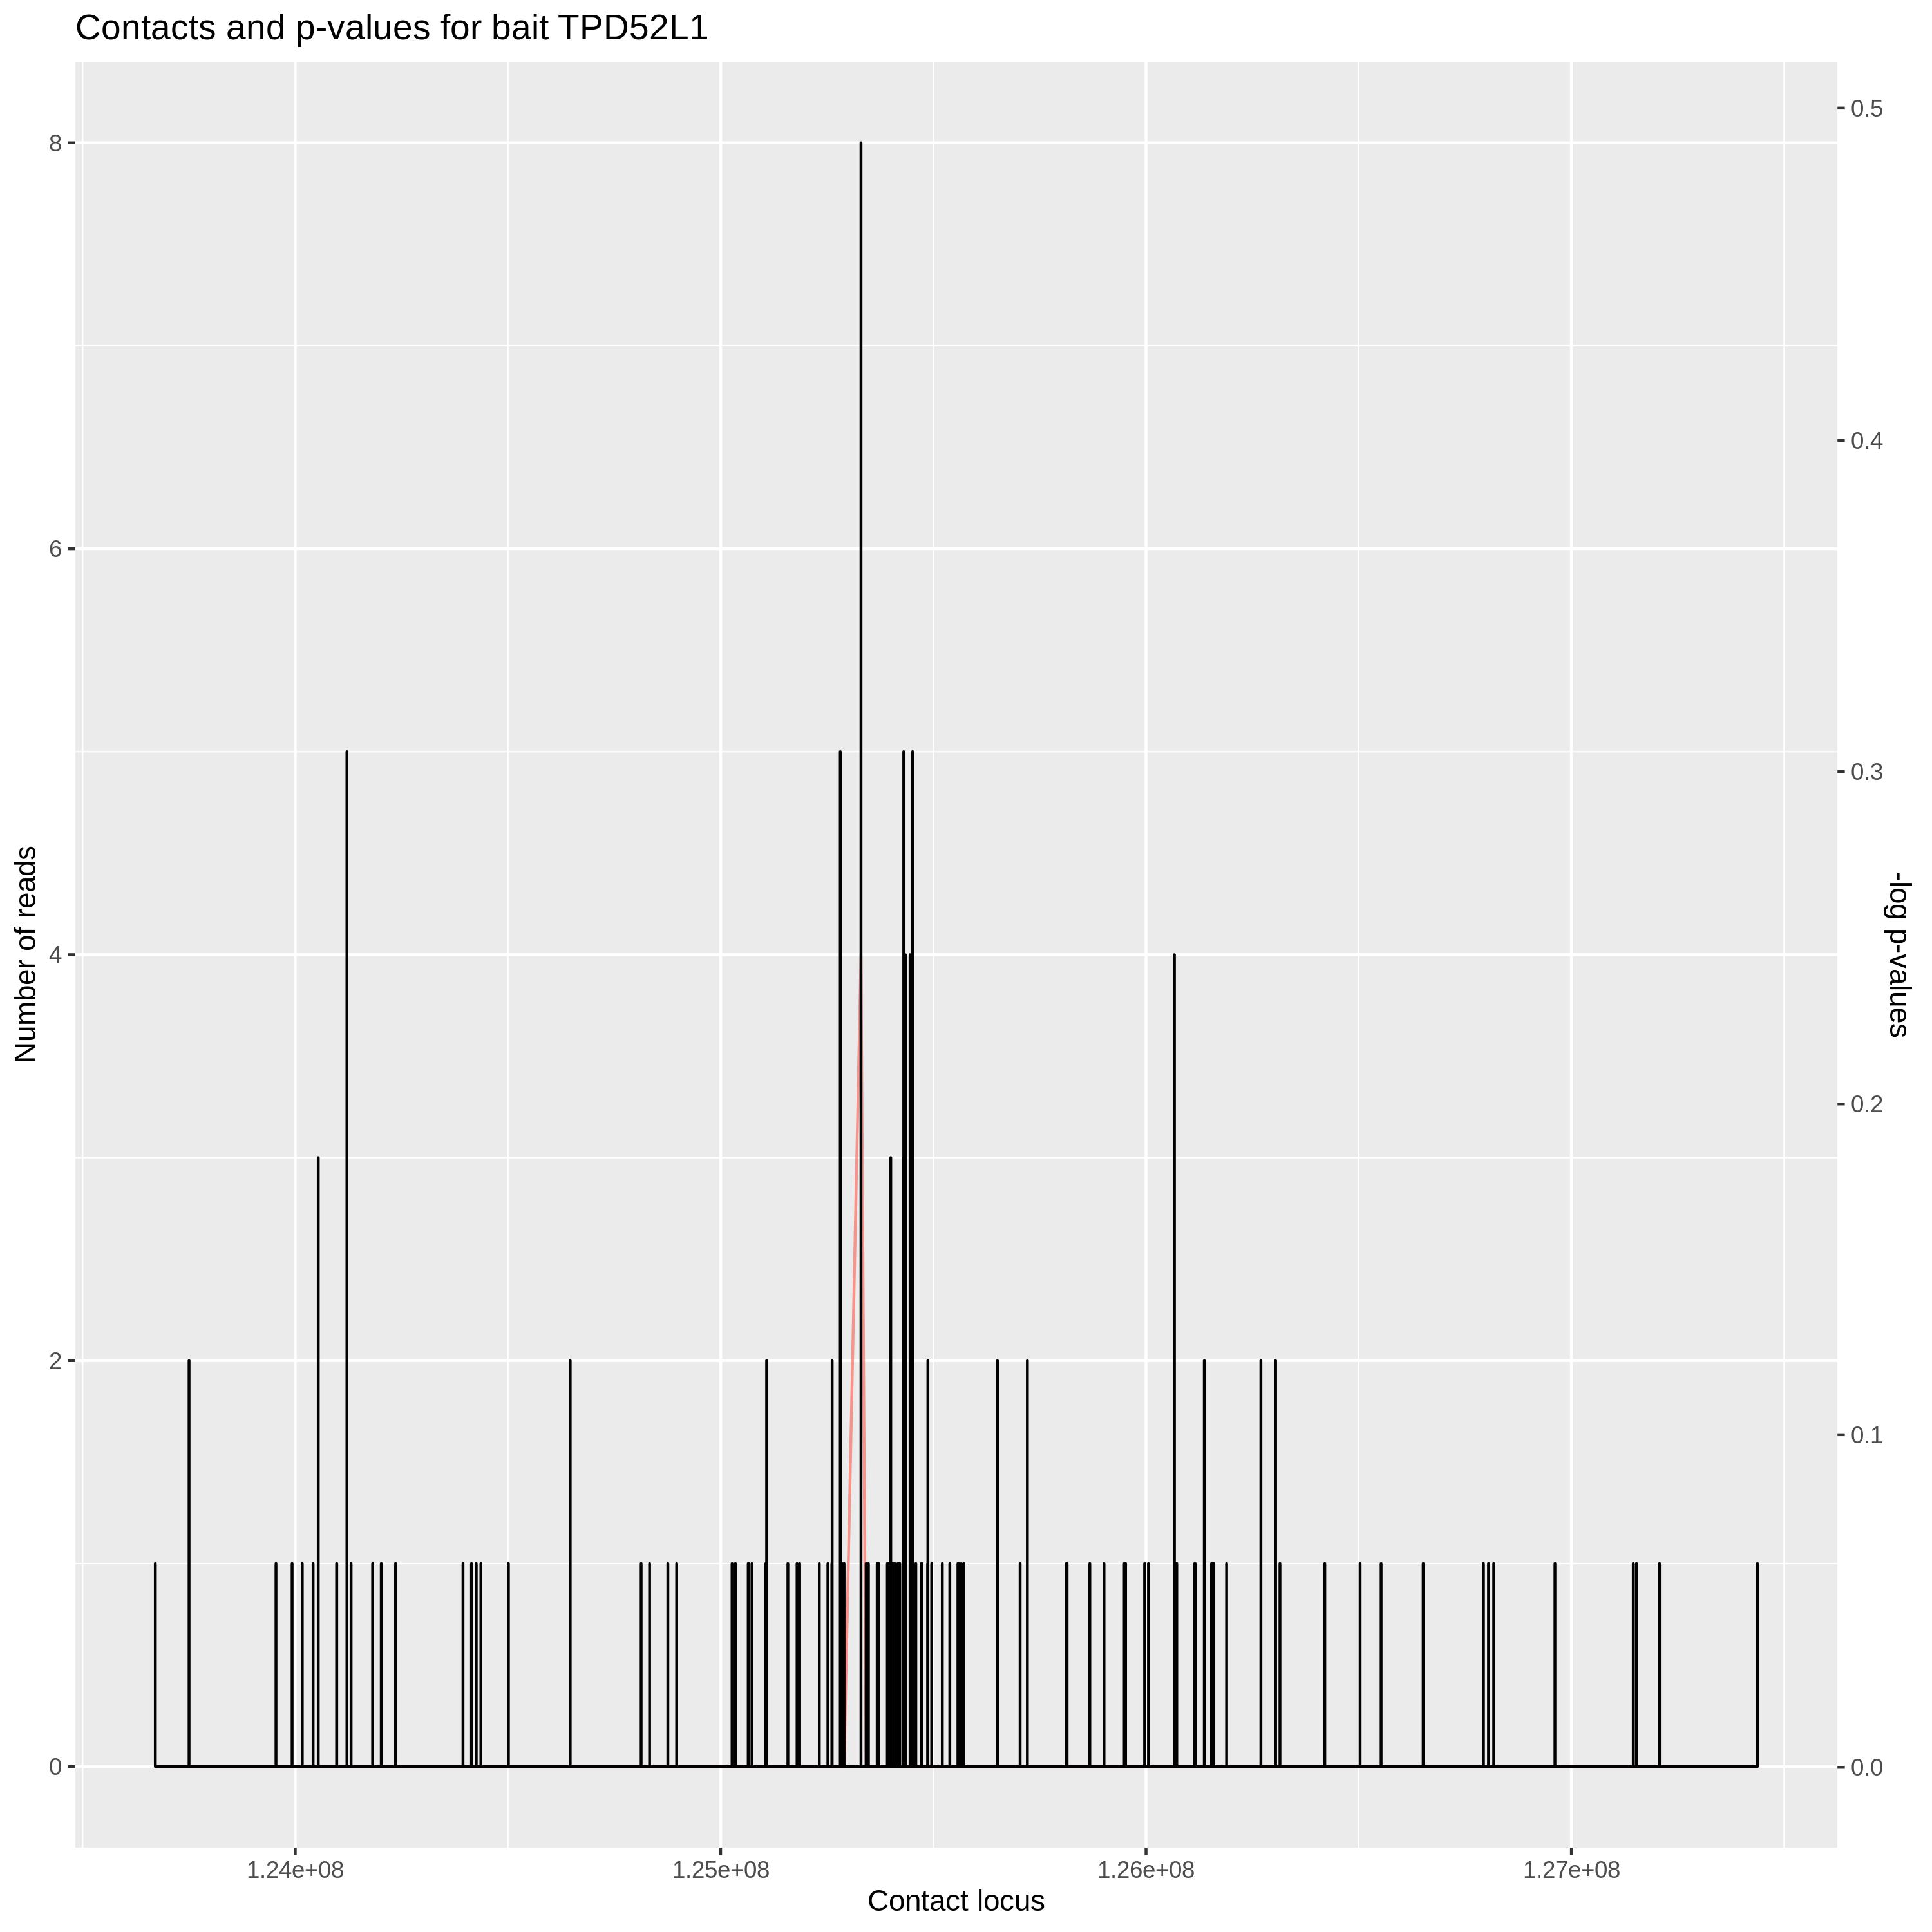 Contacts and p-values for bait TPD52L1
Number of reads
8
6
4
2
0
0.5
0.4
0.3
0.2
0.1
0.0
-log p-values
1.24e+08
1.25e+08
1.26e+08
1.27e+08
Contact locus